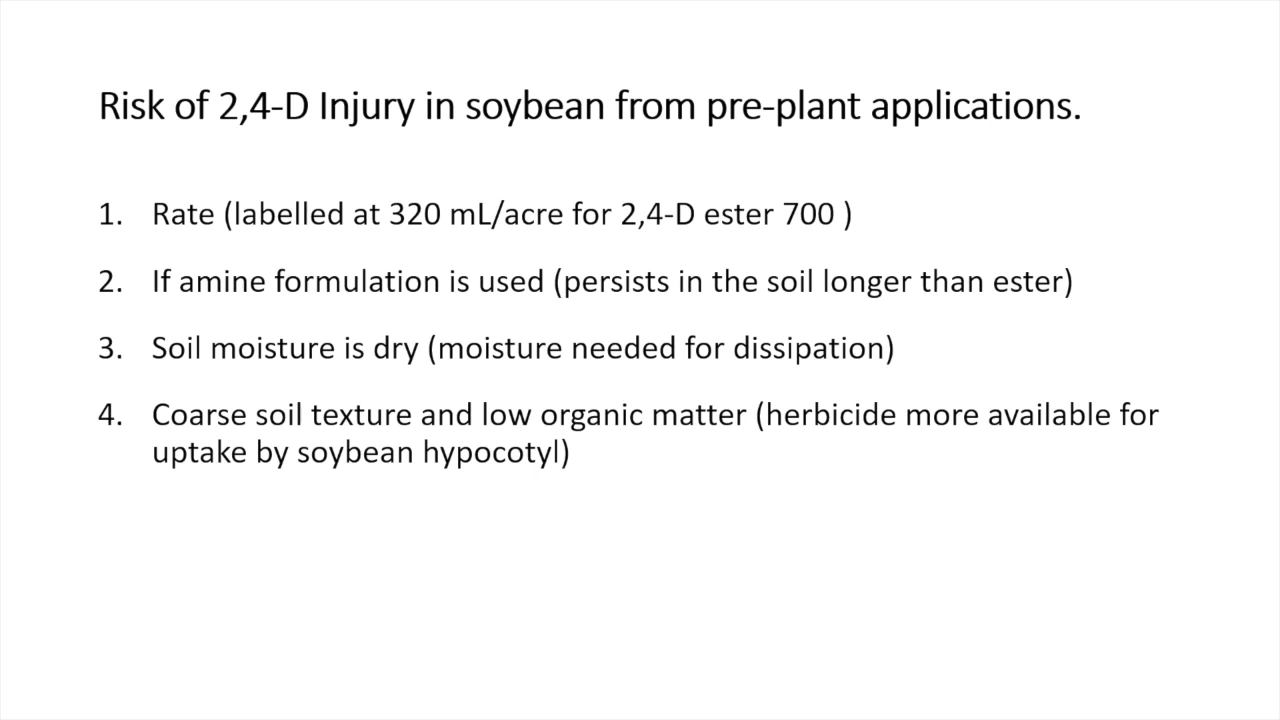 Risk of 2,4-D Injury in soybean from pre-plant applications.
1. Rate (labelled at 320 mL/acre for 2,4-D ester 700 )
2. If amine formulation is used (persists in the soil longer than ester)
3. Soil moisture is dry (moisture needed for dissipation)
4. Coarse soil texture and low organic matter (herbicide more available for
uptake by soybean hypocotyl)